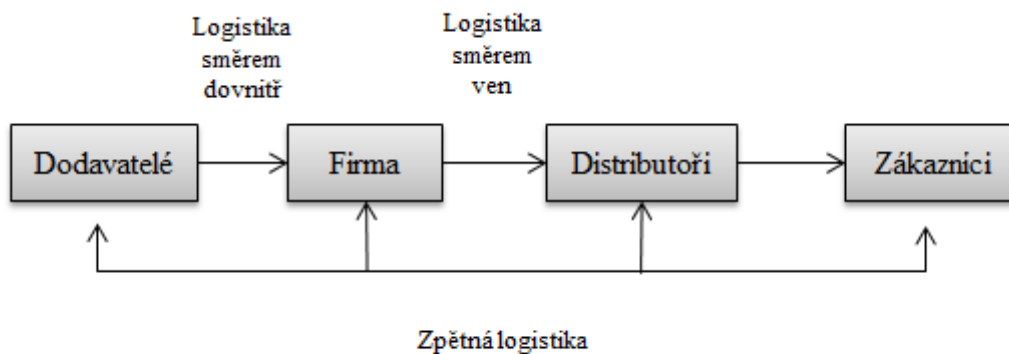 Logistika
směrem
dovnitř
Logistika
směrem
ven
Dodavatelé
Firma
Distributoři
Zákazníci
Zpětná logistika